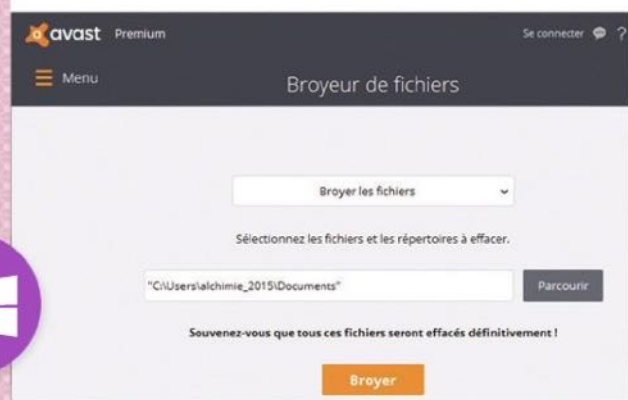 avast Premium Se connecter ?
Menu Broyeur de fichiers
Broyer les fichiers
Sélectionnez les fichiers et les répertoires à effacer.
"C:\Users\alchimie_2015\Documents" Parcourir
Souvenez-vous que tous ces fichiers seront effacés définitivement !
Broyer